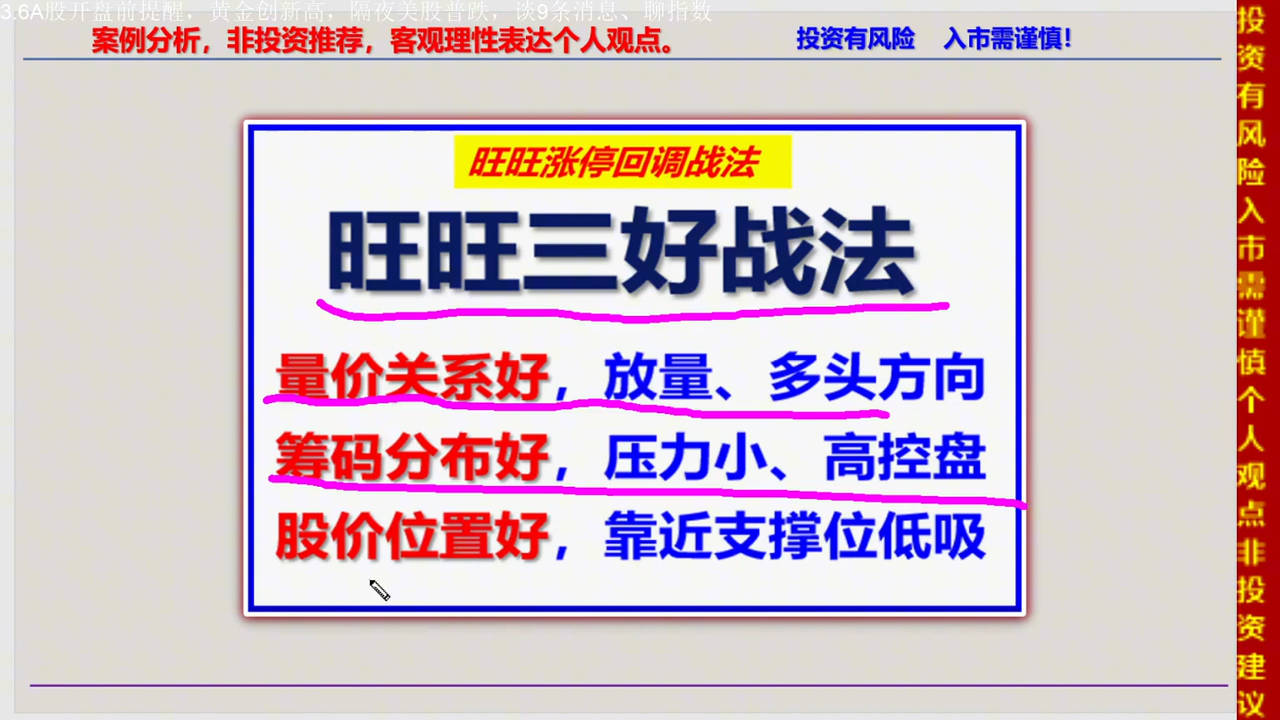 3.6A股开盘前提醒，黄金创新高，隔夜美股普跌，谈9条消息、聊指数
案例分析，非投资推荐，客观理性表达个人观点。
投资有风险 入市需谨慎！
旺旺涨停回调战法
旺旺三好战法
量价关系好，放量、多头方向
筹码分布好，压力小、高控盘
股价位置好，靠近支撑位低吸
投资有风险入市需谨慎个人观点非投资建议